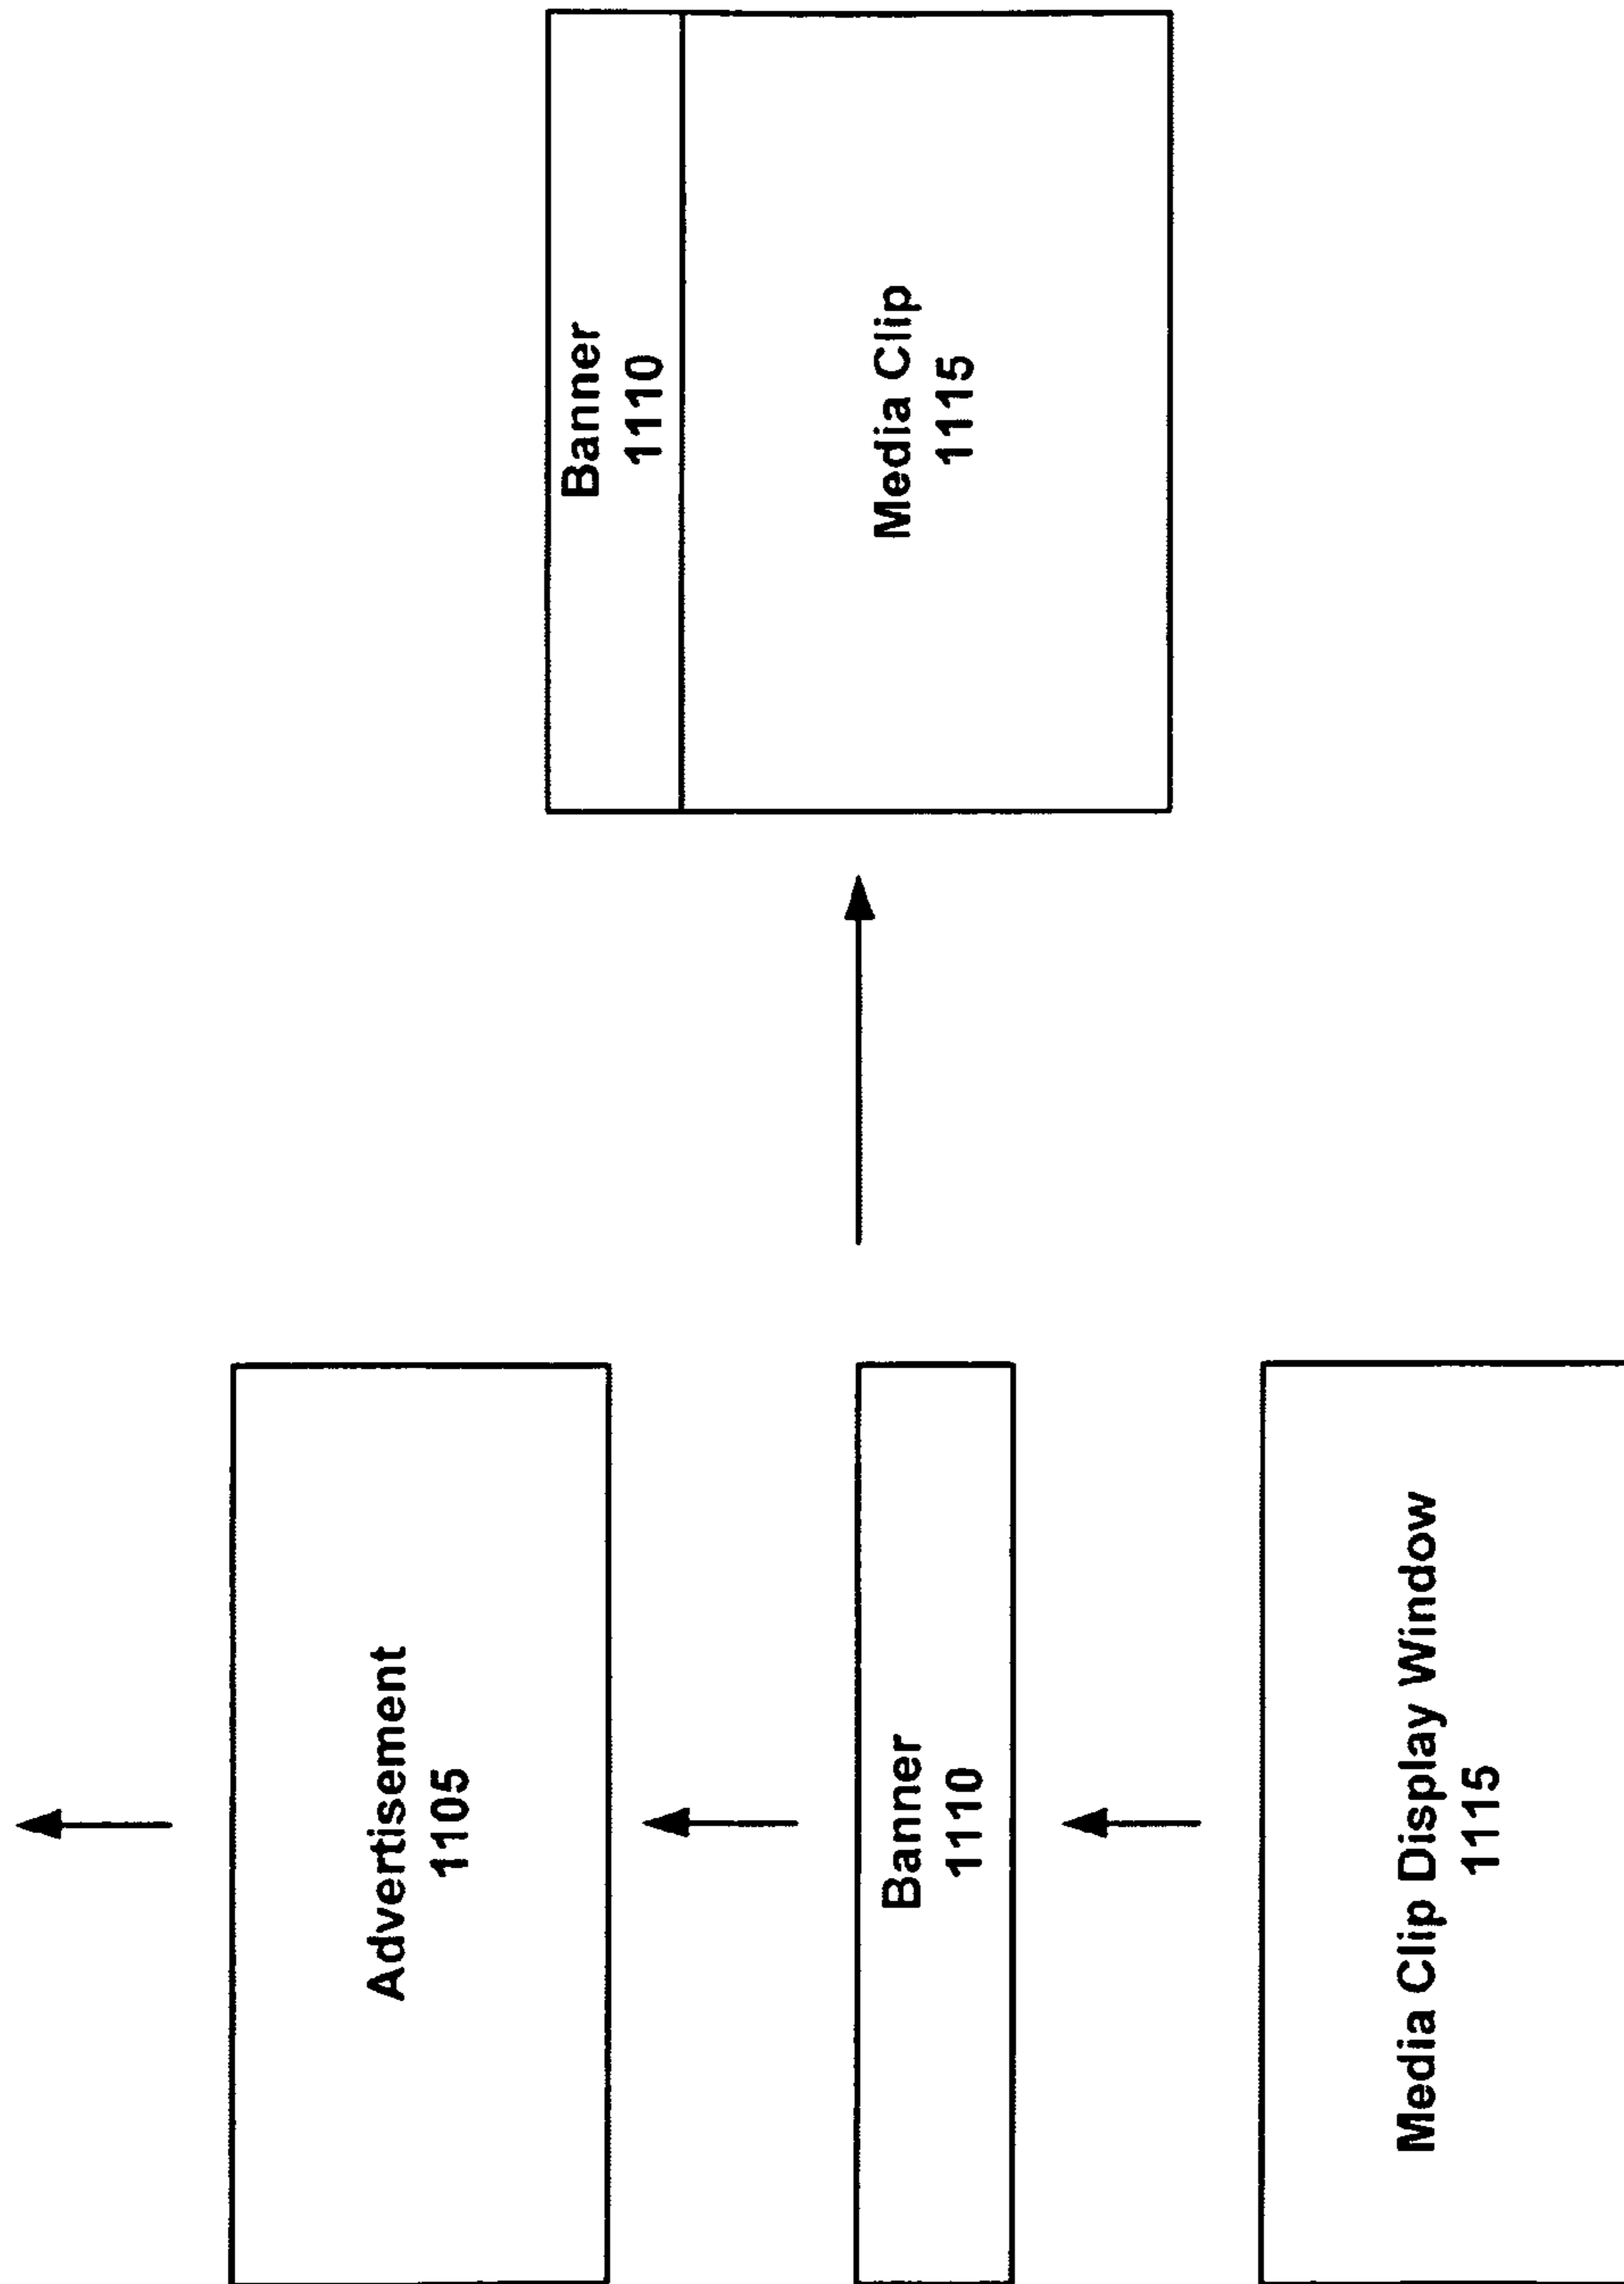 Advertisement
1105
Banner
1110
Media Clip Display Window
1115
Banner
1110
Media Clip
1115